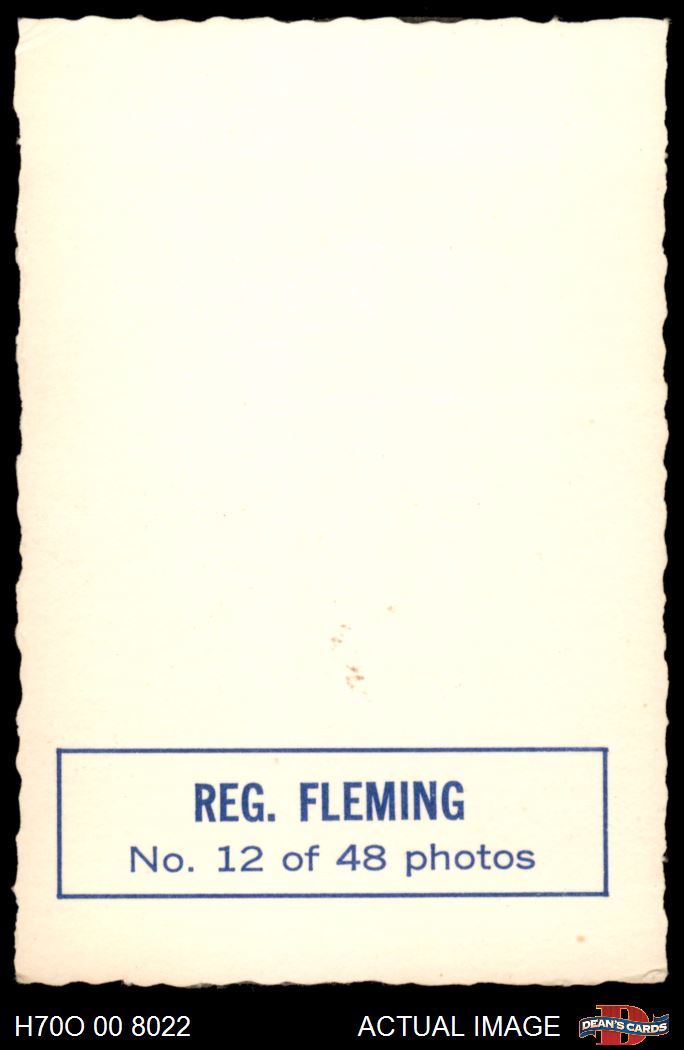 REG. FLEMING
No. 12 of 48 photos
H70O 00 8022
ACTUAL IMAGE
D
DEAN'S CARDS